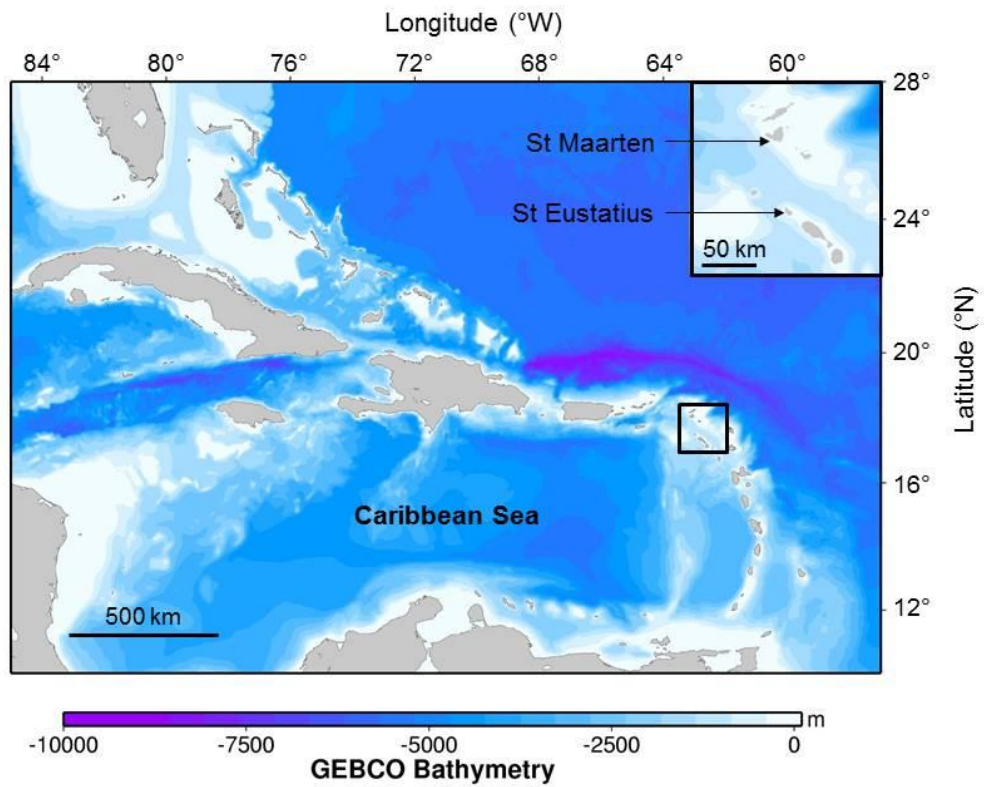 Longitude (°W)
84° 80° 76° 72° 68° 64° 60°
28°
St Maarten
St Eustatius
24°
50 km
20°
Latitude (°N)
16°
Caribbean Sea
12°
500 km
m
-10000 -7500 -5000 -2500 0
GEBCO Bathymetry